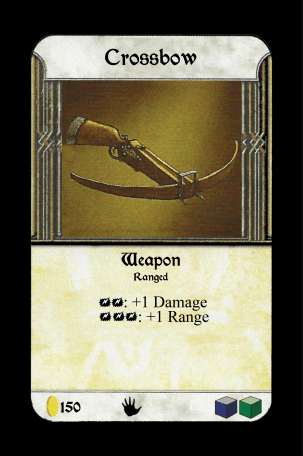 Crossbow
Weapon
Ranged
: +1 Damage
: +1 Range
150